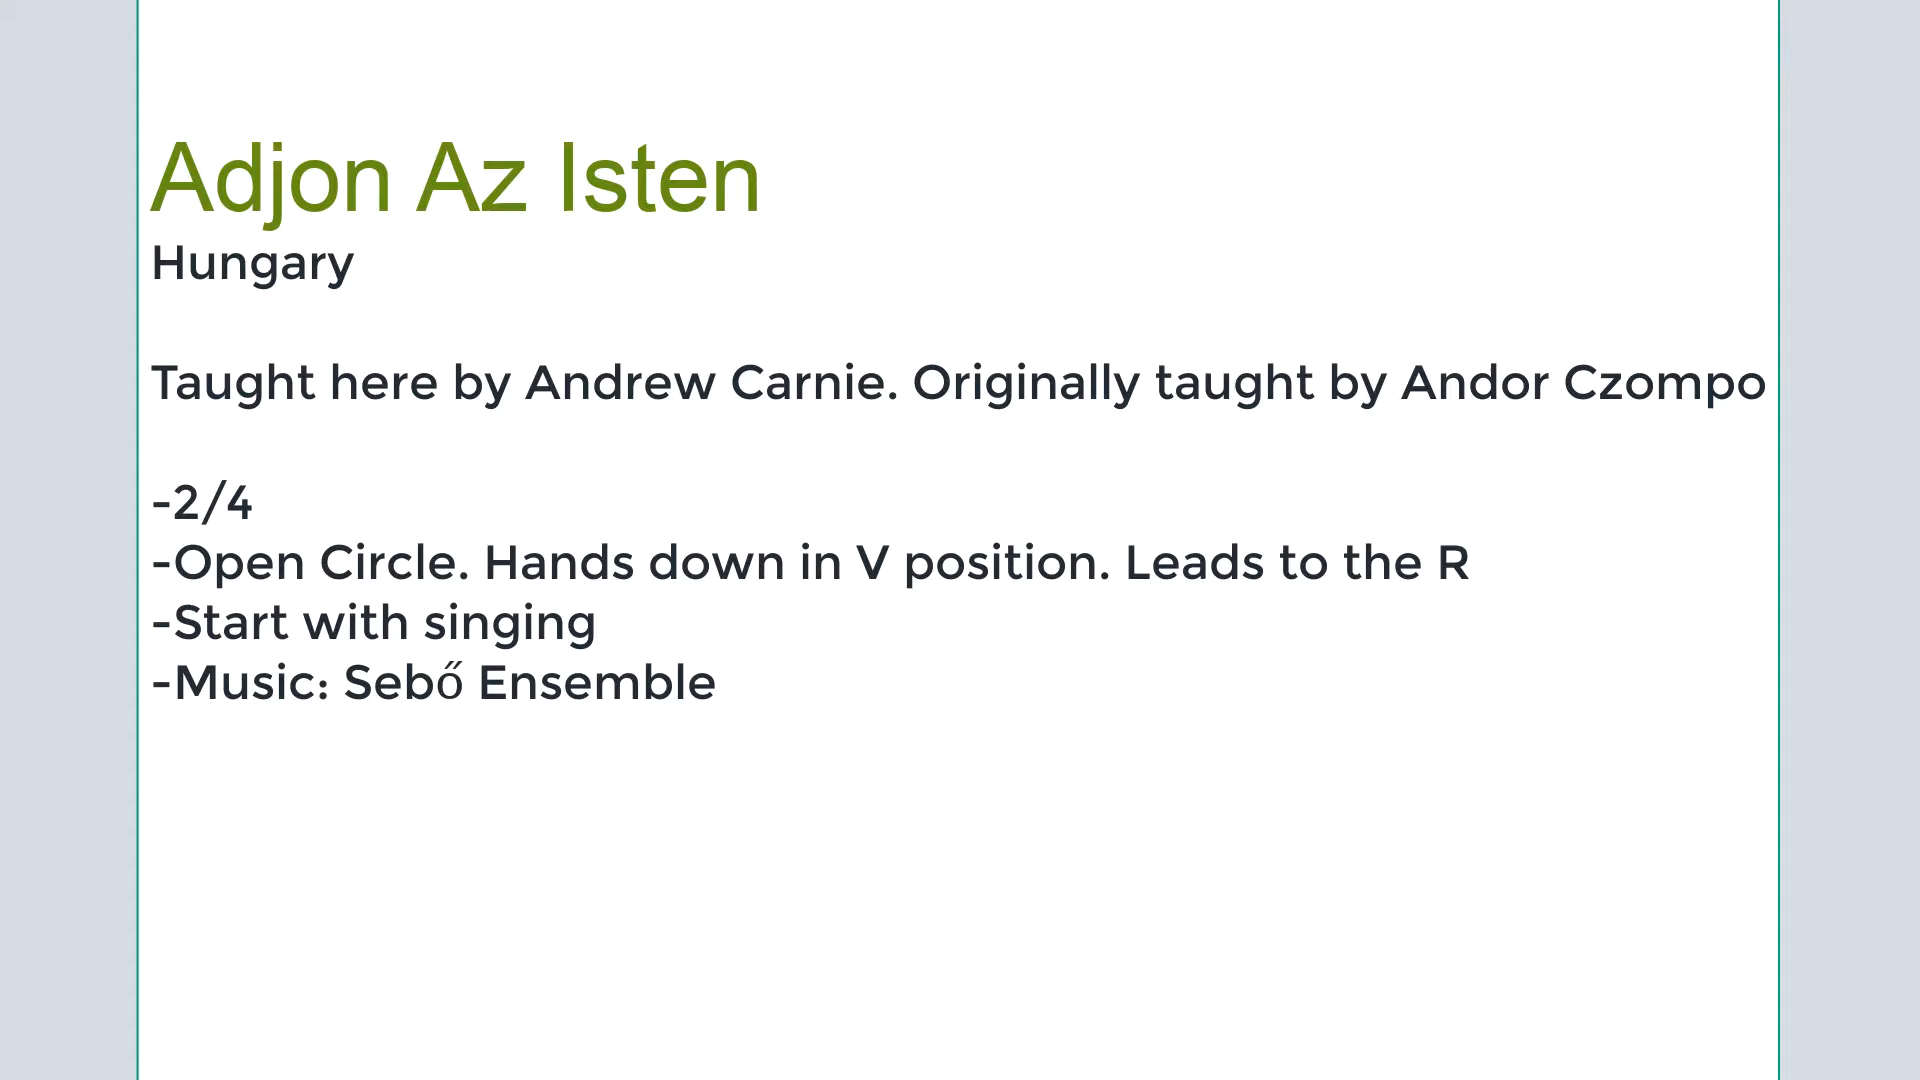 Adjon Az Isten
Hungary
Taught here by Andrew Carnie. Originally taught by Andor Czompo
-2/4
-Open Circle. Hands down in V position. Leads to the R
-Start with singing
-Music: Sebő Ensemble